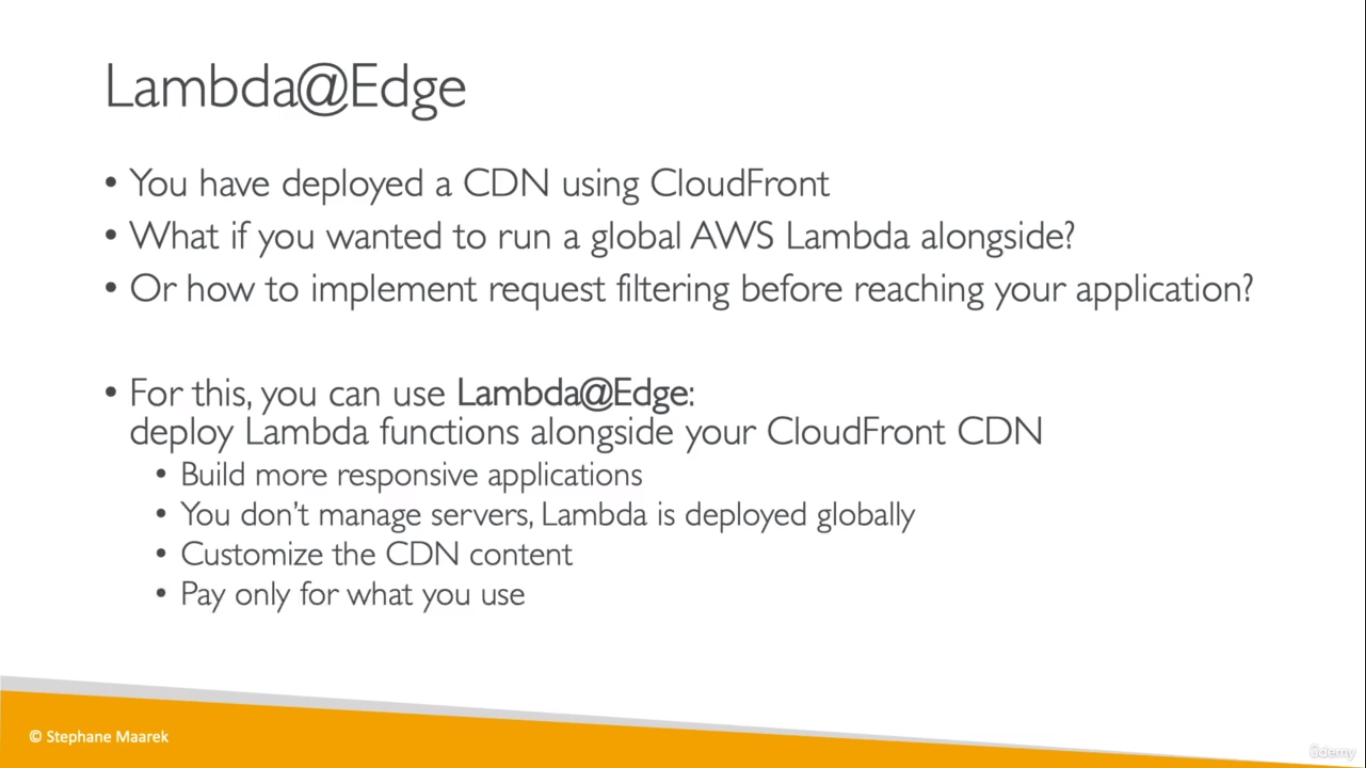 Lambda@Edge
• You have deployed a CDN using CloudFront
• What if you wanted to run a global AWS Lambda alongside?
• Or how to implement request filtering before reaching your application?
• For this, you can use Lambda@Edge:
deploy Lambda functions alongside your CloudFront CDN
• Build more responsive applications
• You don't manage servers, Lambda is deployed globally
• Customize the CDN content
• Pay only for what you use
© Stephane Maarek
Udemy